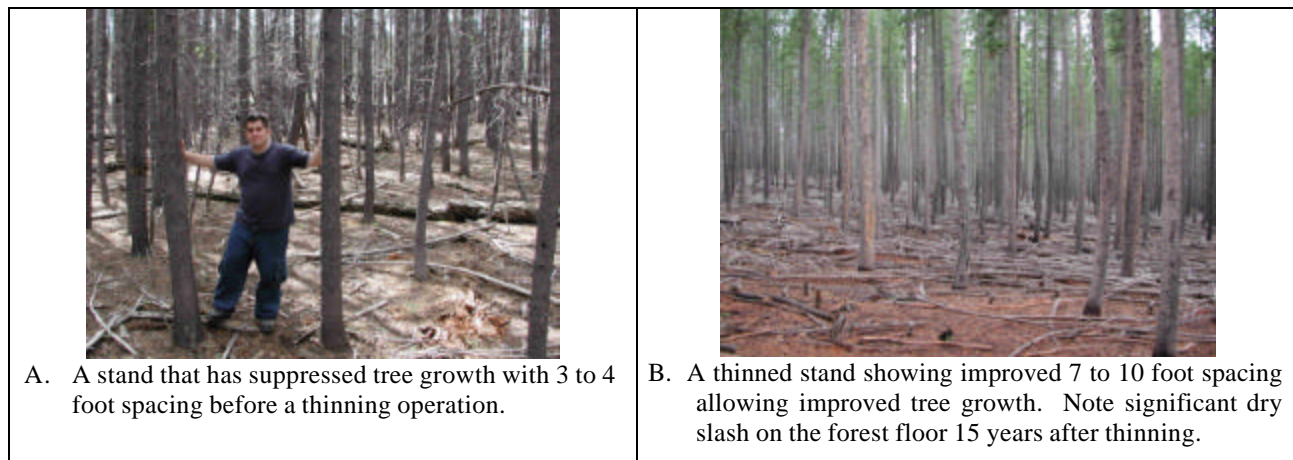 A. A stand that has suppressed tree growth with 3 to 4
foot spacing before a thinning operation.
B. A thinned stand showing improved 7 to 10 foot spacing
allowing improved tree growth. Note significant dry
slash on the forest floor 15 years after thinning.